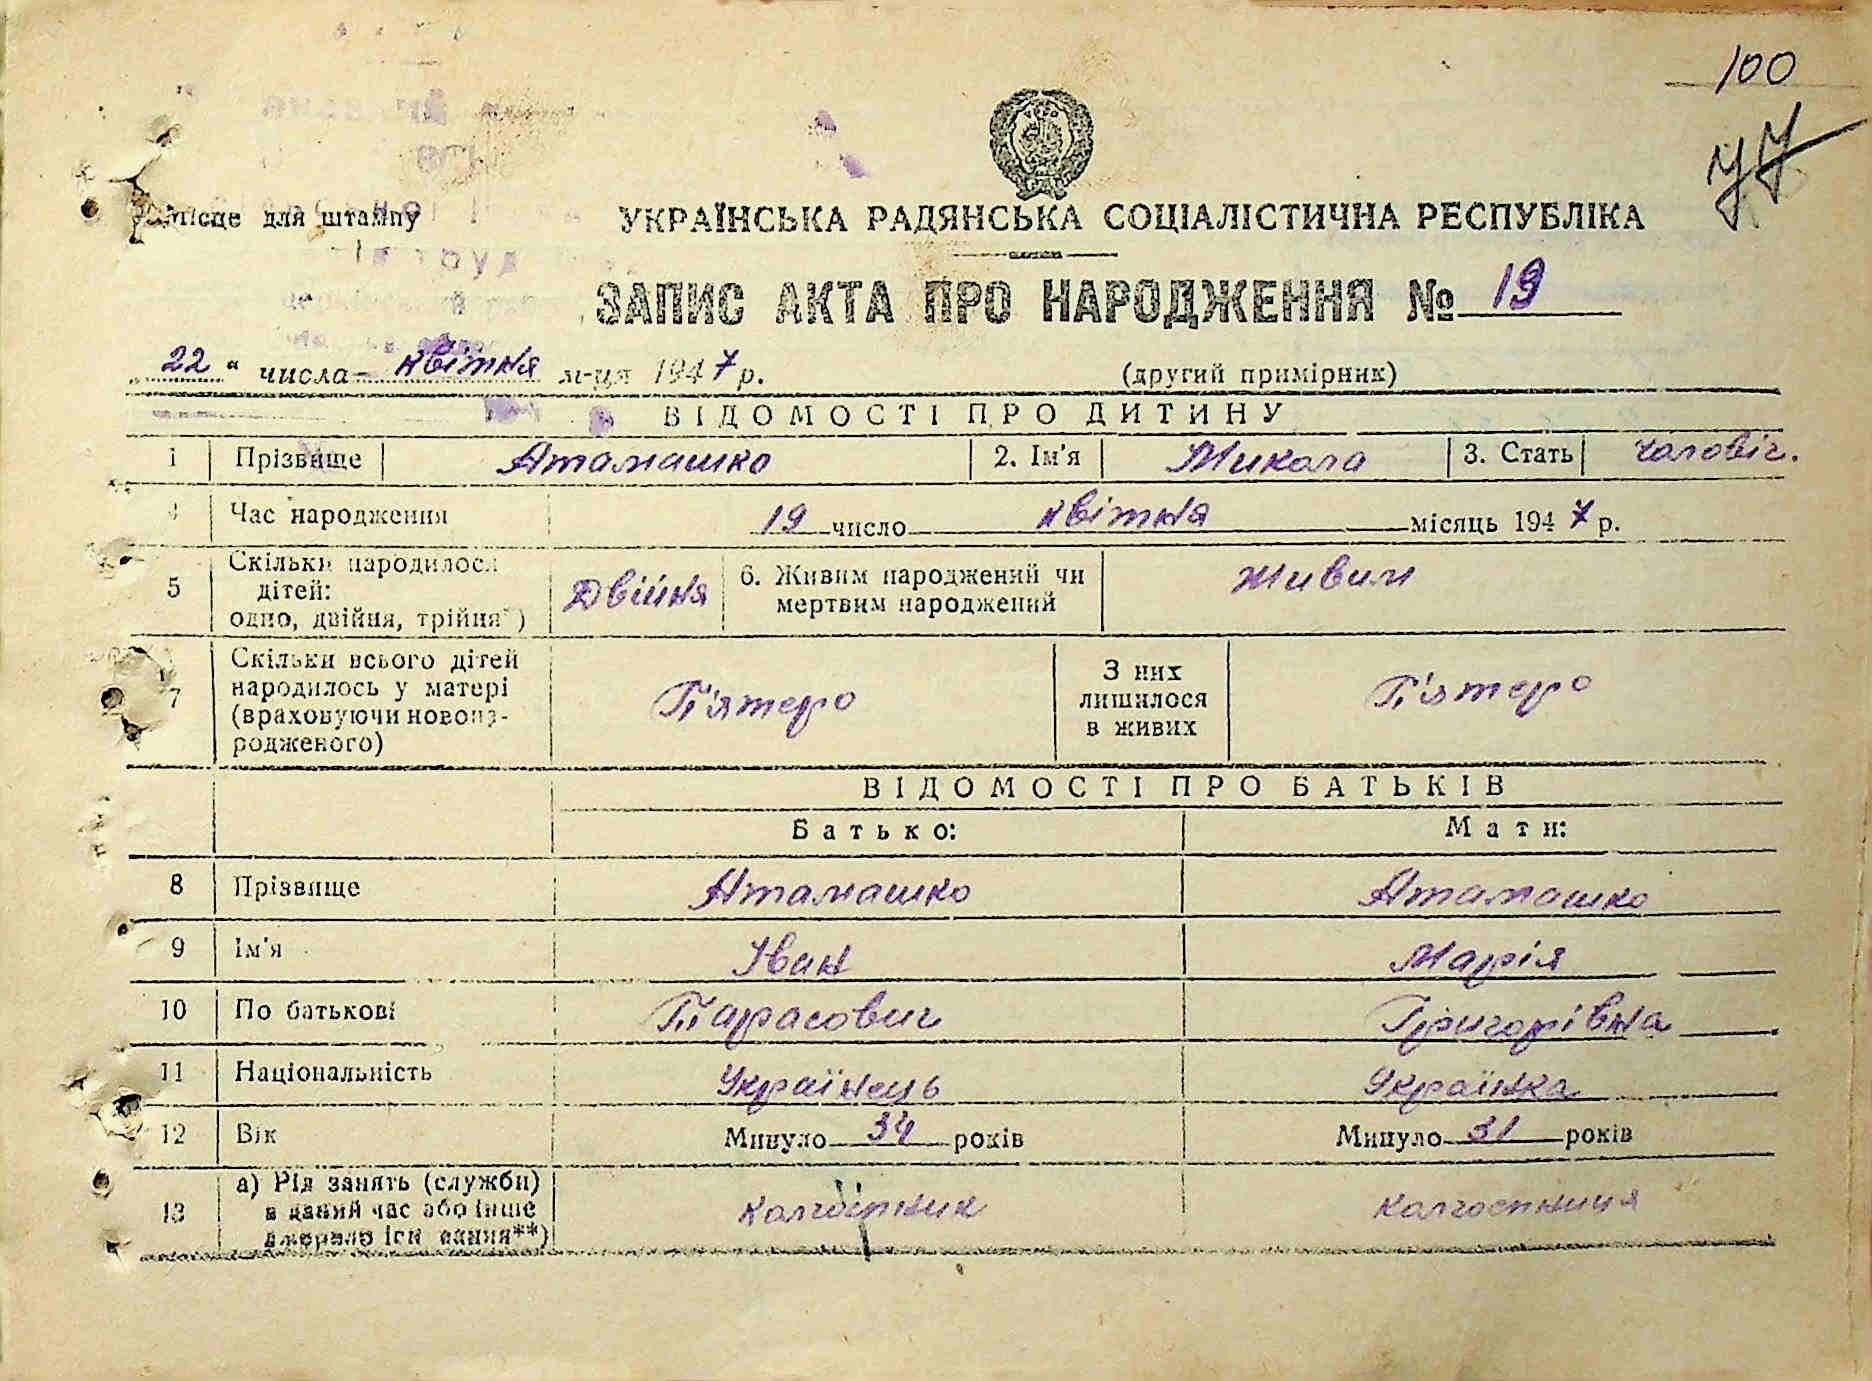 100
Місце для штампу
УКРАЇНСЬКА РАДЯНСЬКА СОЦІАЛІСТИЧНА РЕСПУБЛІКА
ЗАПИС АКТА ПРО НАРОДЖЕННЯ № 19
22 " числа квітня м-ця 1947 р.
(другий примірник)
ВІДОМОСТІ ПРО ДИТИНУ
1 Прізвище Атамашко 2. Ім'я Микола 3. Стать чоловіч.
4 Час народження 19 число квітня місяць 1947 р.
5 Скільки народилося дітей: одно, двійня, трійня*) Двійня 6. Живим народжений чи мертвим народжений Живим
7 Скільки всього дітей народилось у матері (враховуючи новонародженого) П'ятеро З них лишилося в живих П'ятеро
ВІДОМОСТІ ПРО БАТЬКІВ
Батько: Мати:
8 Прізвище Атамашко Атамашко
9 Ім'я Іван Марія
10 По батькові Тарасович Григорівна
11 Національність Українець Українка
12 Вік Минуло 34 років Минуло 31 років
13 а) Рід занять (служби) в даний час або інше джерело існування**) колгоспник колгоспниця